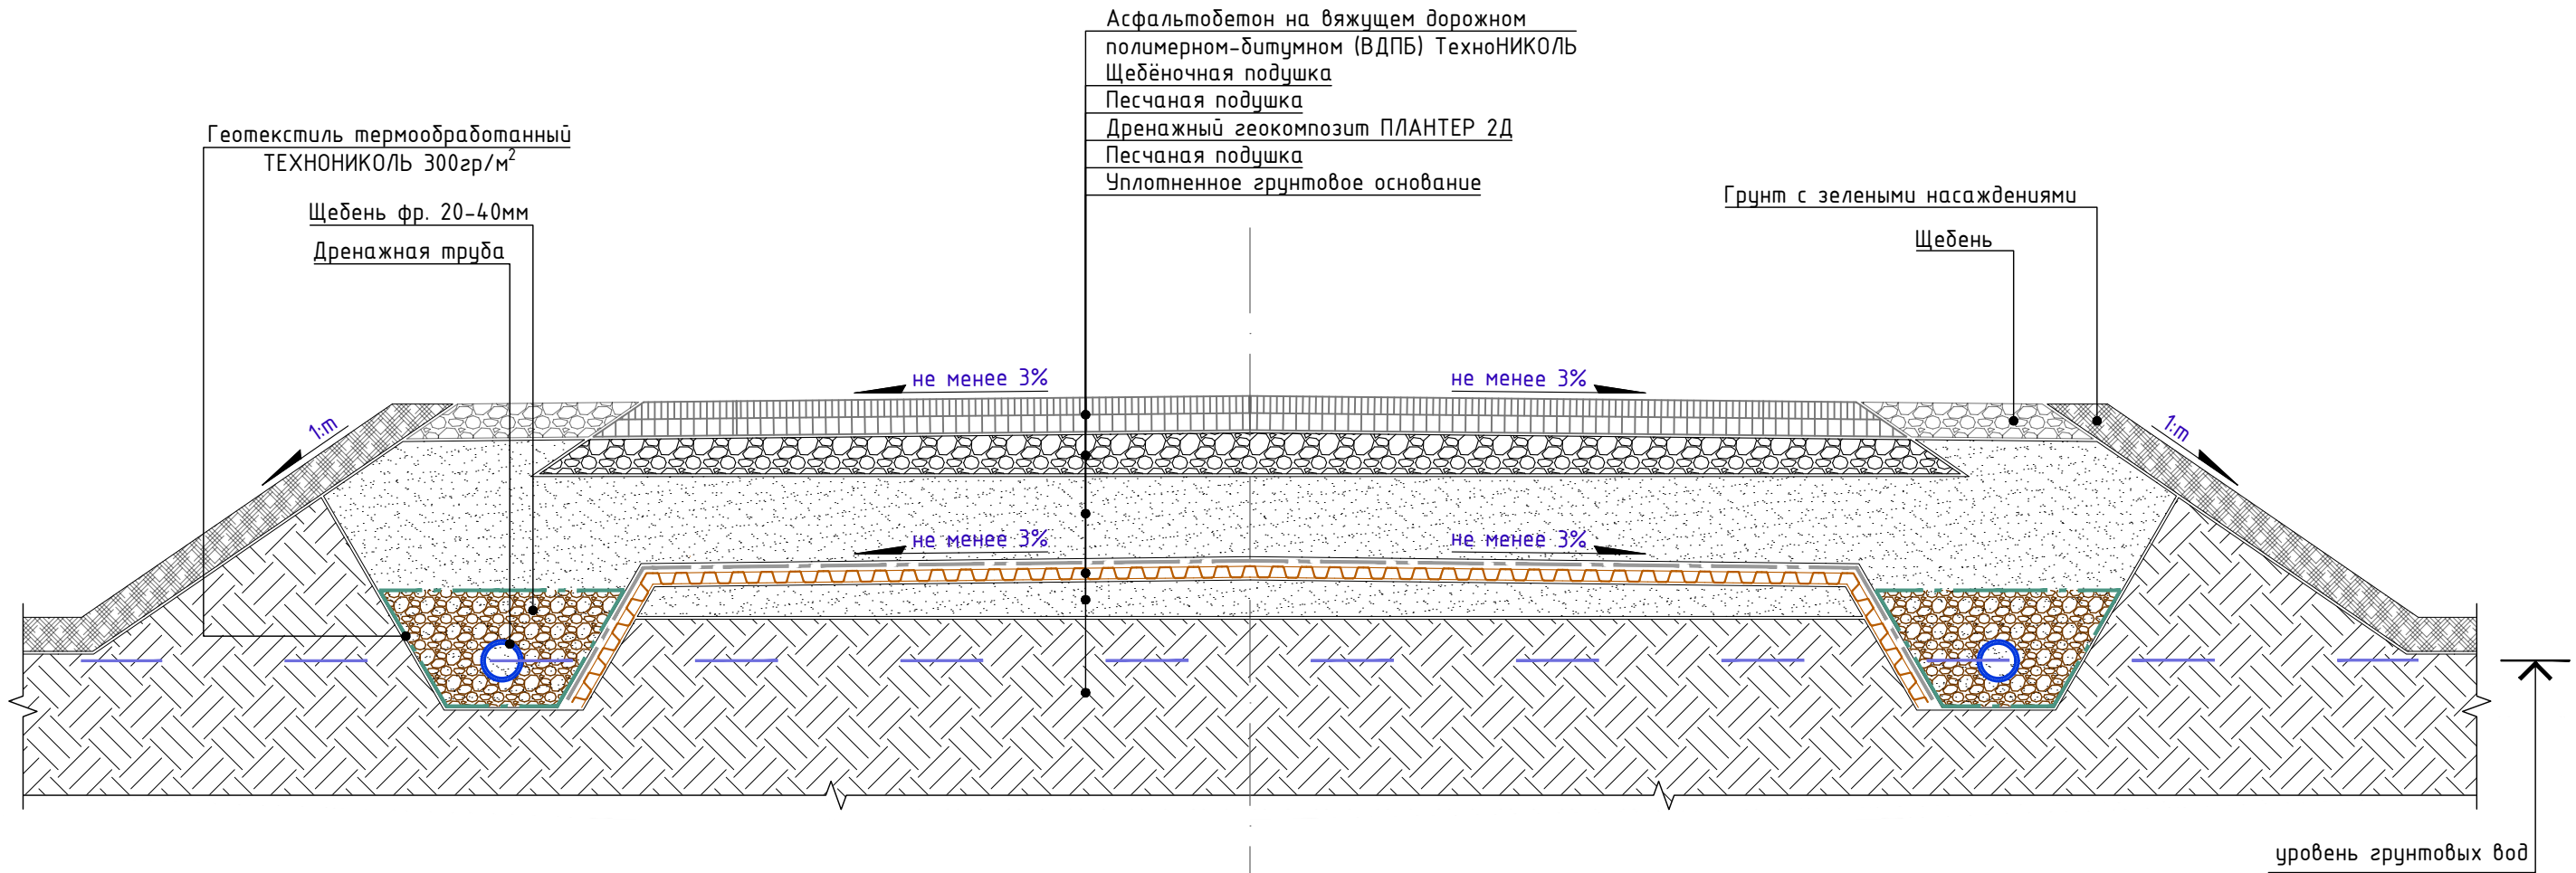 Асфальтобетон на вяжущем дорожном
полимерном-битумном (ВДПБ) ТехноНИКОЛЬ
Щебёночная подушка
Песчаная подушка
Дренажный геокомпозит ПЛАНТЕР 2Д
Песчаная подушка
Уплотненное грунтовое основание
Геотекстиль термообработанный
ТЕХНОНИКОЛЬ 300гр/м²
Щебень фр. 20-40мм
Дренажная труба
Грунт с зелеными насаждениями
Щебень
не менее 3%
не менее 3%
1:m
1:m
не менее 3%
не менее 3%
уровень грунтовых вод